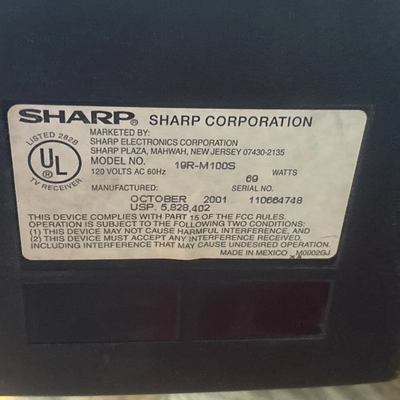 SHARP® SHARP CORPORATION
MARKETED BY:
SHARP ELECTRONICS CORPORATION
SHARP PLAZA, MAHWAH, NEW JERSEY 07430-2135
MODEL NO. 19R-M100S
120 VOLTS AC 60Hz 69 WATTS
SERIAL NO.
OCTOBER 2001 110664748
USP. 5,828,402
LISTED 282B
UL
TV RECEIVER
THIS DEVICE COMPLIES WITH PART 15 OF THE FCC RULES.
OPERATION IS SUBJECT TO THE FOLLOWING TWO CONDITIONS:
(1) THIS DEVICE MAY NOT CAUSE HARMFUL INTERFERENCE, AND
(2) THIS DEVICE MUST ACCEPT ANY INTERFERENCE RECEIVED,
INCLUDING INTERFERENCE THAT MAY CAUSE UNDESIRED OPERATION.
MADE IN MEXICO M0002GJ